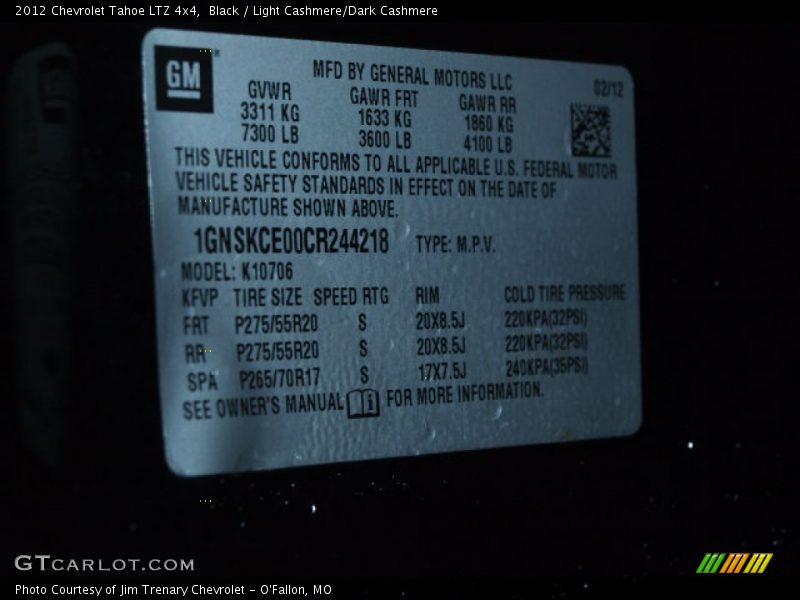 2012 Chevrolet Tahoe LTZ 4x4,  Black / Light Cashmere/Dark Cashmere
GM
MFD BY GENERAL MOTORS LLC
02/12
GVWR GAWR FRT GAWR RR
3311 KG 1633 KG 1860 KG
7300 LB 3600 LB 4100 LB
THIS VEHICLE CONFORMS TO ALL APPLICABLE U.S. FEDERAL MOTOR
VEHICLE SAFETY STANDARDS IN EFFECT ON THE DATE OF
MANUFACTURE SHOWN ABOVE.
1GNSKCE00CR244218 TYPE: M.P.V.
MODEL: K10706
KFVP TIRE SIZE SPEED RTG RIM COLD TIRE PRESSURE
FRT P275/55R20 S 20X8.5J 220KPA(32PSI)
RR P275/55R20 S 20X8.5J 220KPA(32PSI)
SPA P265/70R17 S 17X7.5J 240KPA(35PSI)
SEE OWNER'S MANUAL i FOR MORE INFORMATION.
GTCARLOT.COM
Photo Courtesy of Jim Trenary Chevrolet - O'Fallon, MO